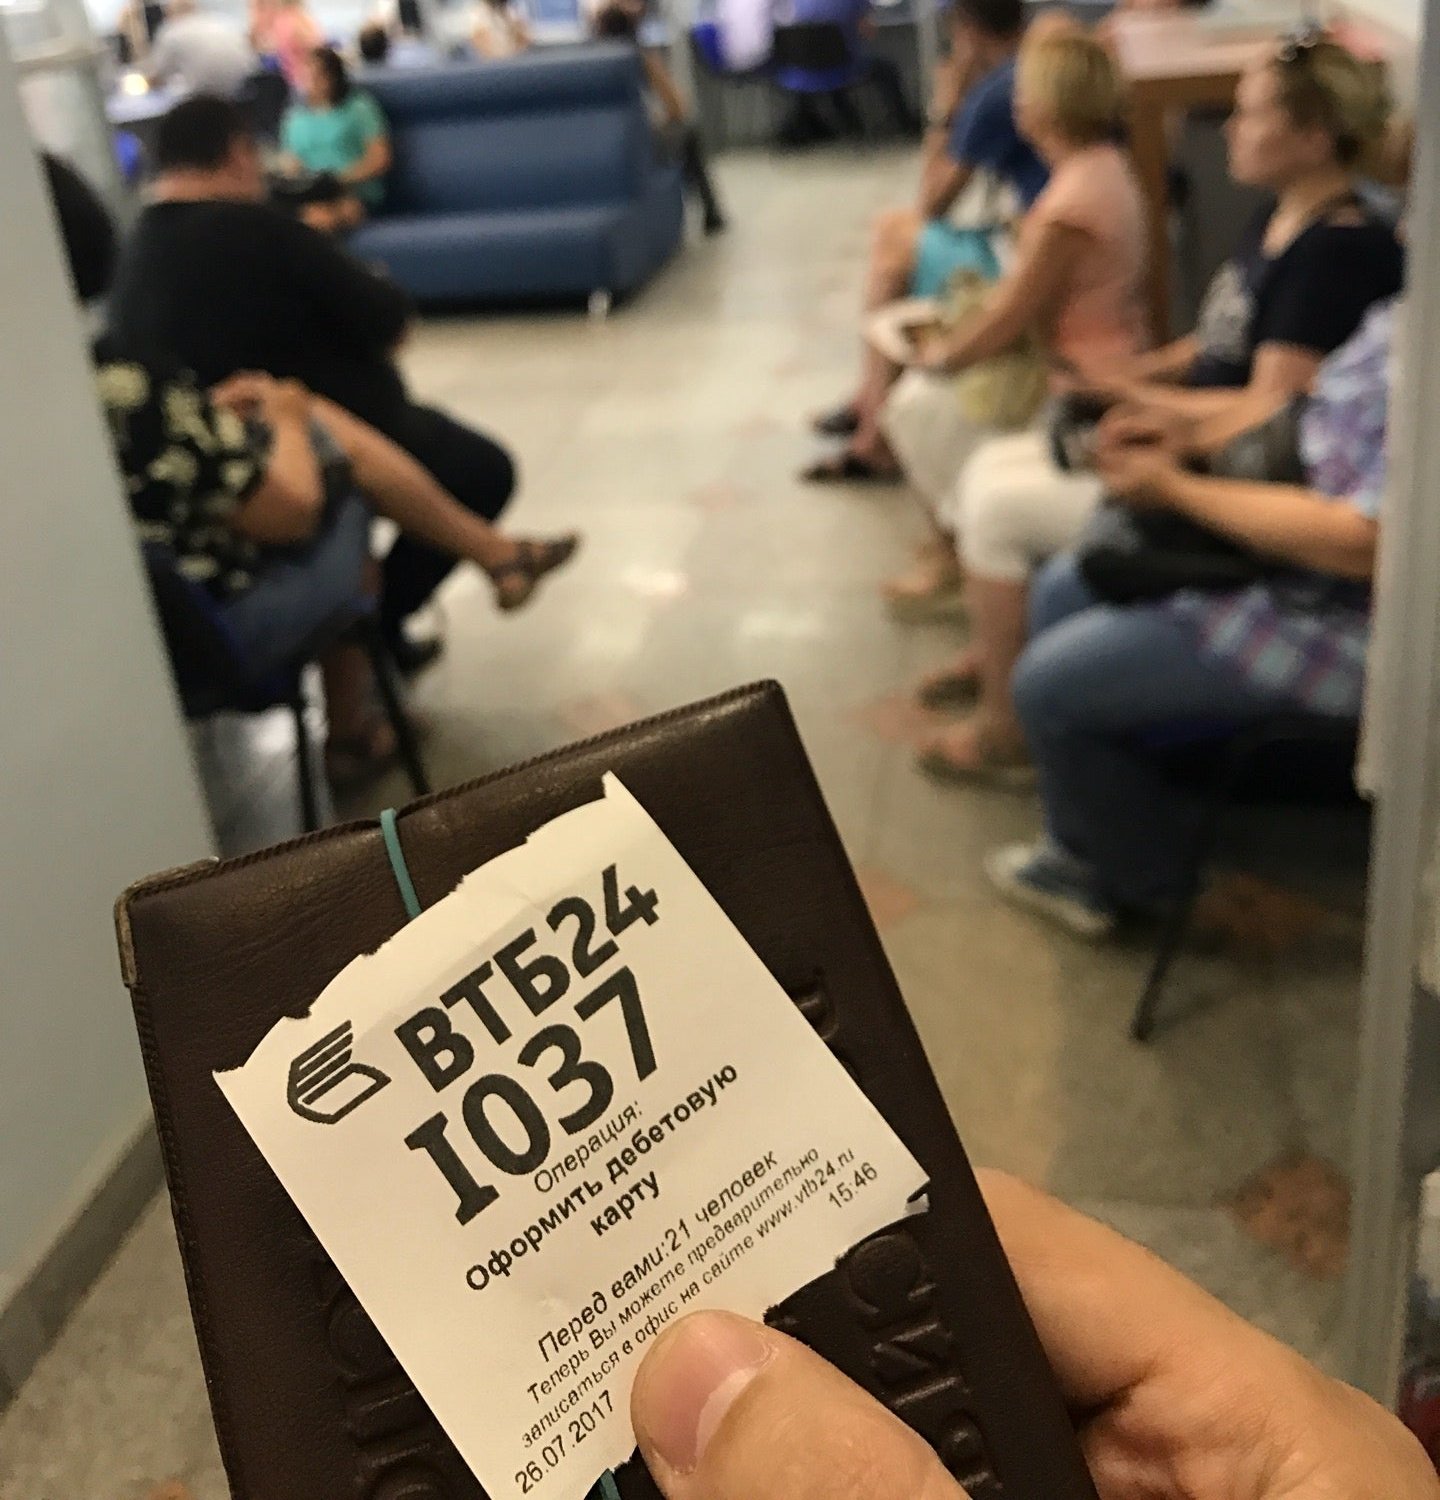 ВТБ24
I037
Операция:
Оформить дебетовую
карту
Перед вами:21 человек
Теперь Вы можете предварительно
записаться в офис на сайте www.vtb24.ru
26.07.2017 15:46